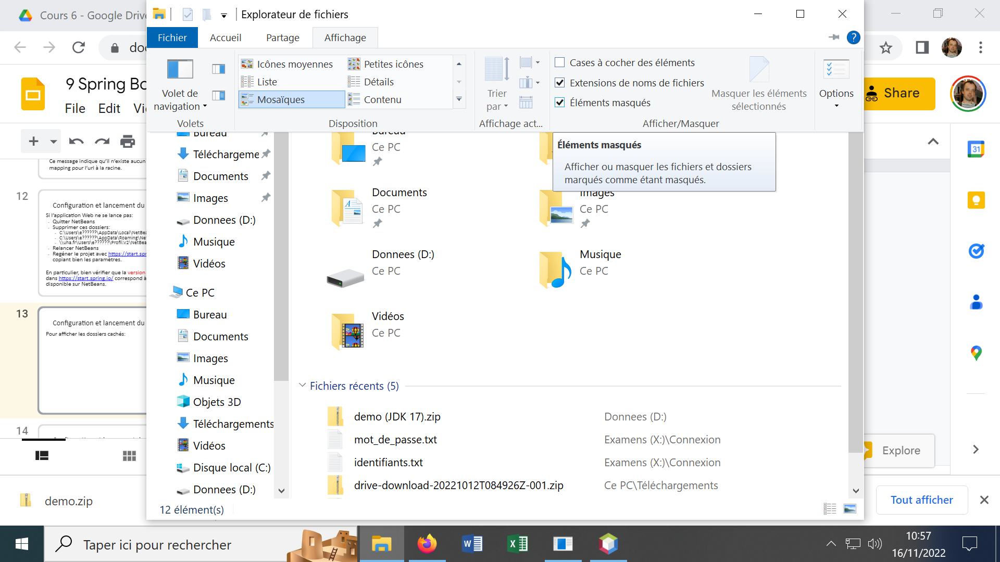 Cours 6 - Google Drive
Explorateur de fichiers
Fichier
Accueil
Partage
Affichage
?
Volet de
navigation
Volets
Icônes moyennes
Petites icônes
Liste
Détails
Mosaïques
Contenu
Disposition
Trier
par
Affichage act...
Cases à cocher des éléments
Extensions de noms de fichiers
Éléments masqués
Masquer les éléments
sélectionnés
Afficher/Masquer
Options
9 Spring Bo
File Edit
Share
31
Ce message indique qu'il n'existe aucun
mapping pour l'url à la racine.
12
Configuration et lancement du
Si l'application Web ne se lance pas:
- Quitter NetBeans
- Supprimer ces dossiers:
- C:\Users\e??????\AppData\Local\NetBea
- C:\Users\e??????\AppData\Roaming\Ne
- \\uha.fr\Users\e??????\Profil.V2\NetBea
- Relancer NetBeans
- Regéner le projet avec https://start.spr
copiant bien les paramètres.
En particulier, bien vérifier que la version
dans https://start.spring.io/ correspond à
disponible sur NetBeans.
13
Configuration et lancement du
Pour afficher les dossiers cachés:
14
Bureau
Téléchargeme
Documents
Images
Donnees (D:)
Musique
Vidéos
Ce PC
Bureau
Documents
Images
Musique
Objets 3D
Téléchargements
Vidéos
Disque local (C:)
Donnees (D:)
Bureau
Ce PC
Éléments masqués
Afficher ou masquer les fichiers et dossiers
marqués comme étant masqués.
Documents
Ce PC
Images
Ce PC
Donnees (D:)
Ce PC
Musique
Ce PC
Vidéos
Ce PC
Fichiers récents (5)
demo (JDK 17).zip Donnees (D:)
mot_de_passe.txt Examens (X:)\Connexion
identifiants.txt Examens (X:)\Connexion
drive-download-20221012T084926Z-001.zip Ce PC\Téléchargements
12 élément(s)
Explore
demo.zip
Tout afficher
Taper ici pour rechercher
10:57
16/11/2022